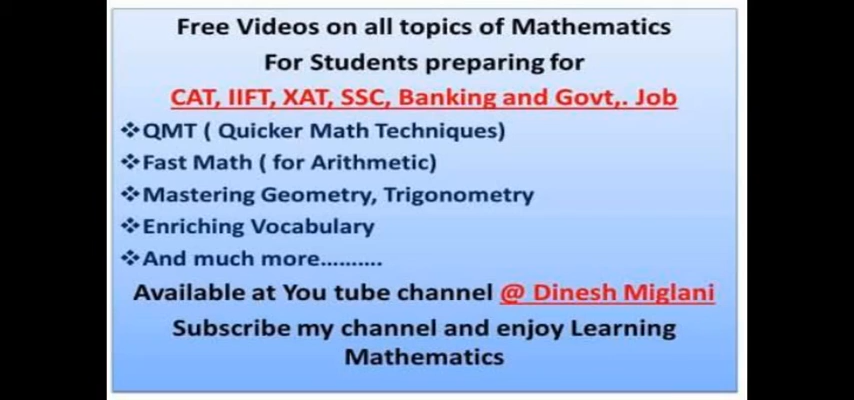 Free Videos on all topics of Mathematics
For Students preparing for
CAT, IIFT, XAT, SSC, Banking and Govt,. Job
❖QMT ( Quicker Math Techniques)
❖Fast Math ( for Arithmetic)
❖Mastering Geometry, Trigonometry
❖Enriching Vocabulary
❖And much more..........
Available at You tube channel @ Dinesh Miglani
Subscribe my channel and enjoy Learning
Mathematics